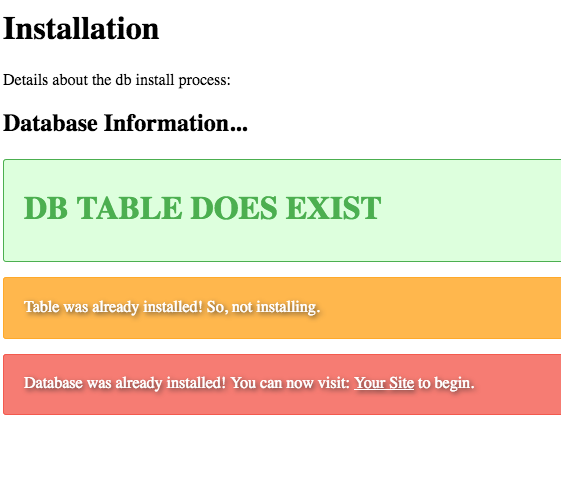 Installation
Details about the db install process:
Database Information...
DB TABLE DOES EXIST
Table was already installed! So, not installing.
Database was already installed! You can now visit: Your Site to begin.